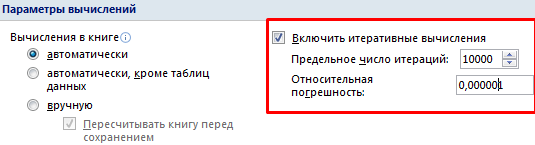 Параметры вычислений
Вычисления в книге
автоматически
автоматически, кроме таблиц
данных
вручную
Пересчитывать книгу перед
сохранением
Включить итеративные вычисления
Предельное число итераций: 10000
Относительная
погрешность: 0,000001